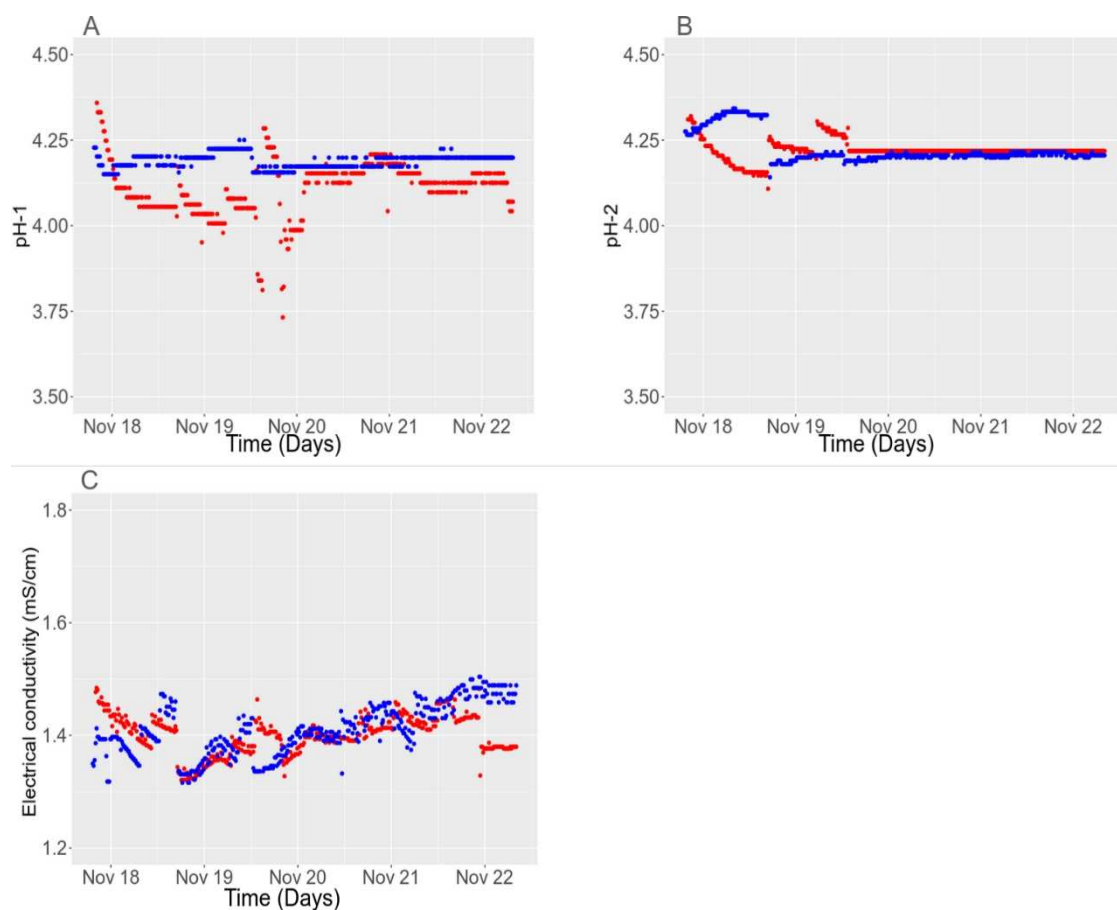 A
pH-1
4.50
4.25
4.00
3.75
3.50
Nov 18 Nov 19 Nov 20 Nov 21 Nov 22
Time (Days)
B
pH-2
4.50
4.25
4.00
3.75
3.50
Nov 18 Nov 19 Nov 20 Nov 21 Nov 22
Time (Days)
C
Electrical conductivity (mS/cm)
1.8
1.6
1.4
1.2
Nov 18 Nov 19 Nov 20 Nov 21 Nov 22
Time (Days)